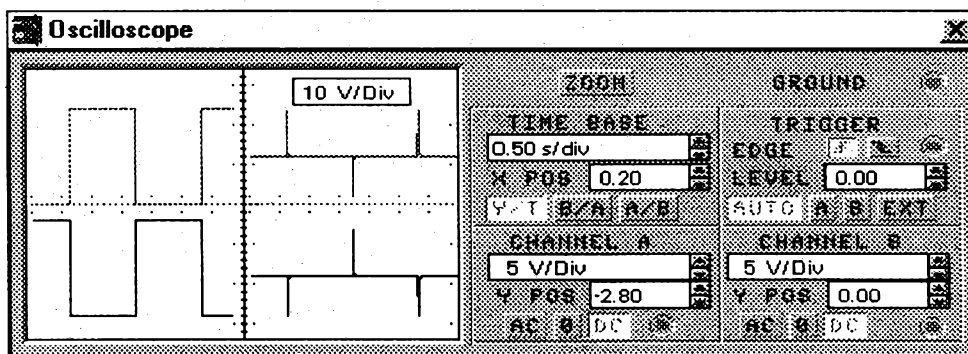 Oscilloscope
10 V/Div
ZOOM
GROUND
TIME BASE
0.50 s/div
X POS 0.20
Y/T B/A A/B
TRIGGER
EDGE
LEVEL 0.00
AUTO A B EXT
CHANNEL A
5 V/Div
Y POS -2.80
AC 0 DC
CHANNEL B
5 V/Div
Y POS 0.00
AC 0 DC